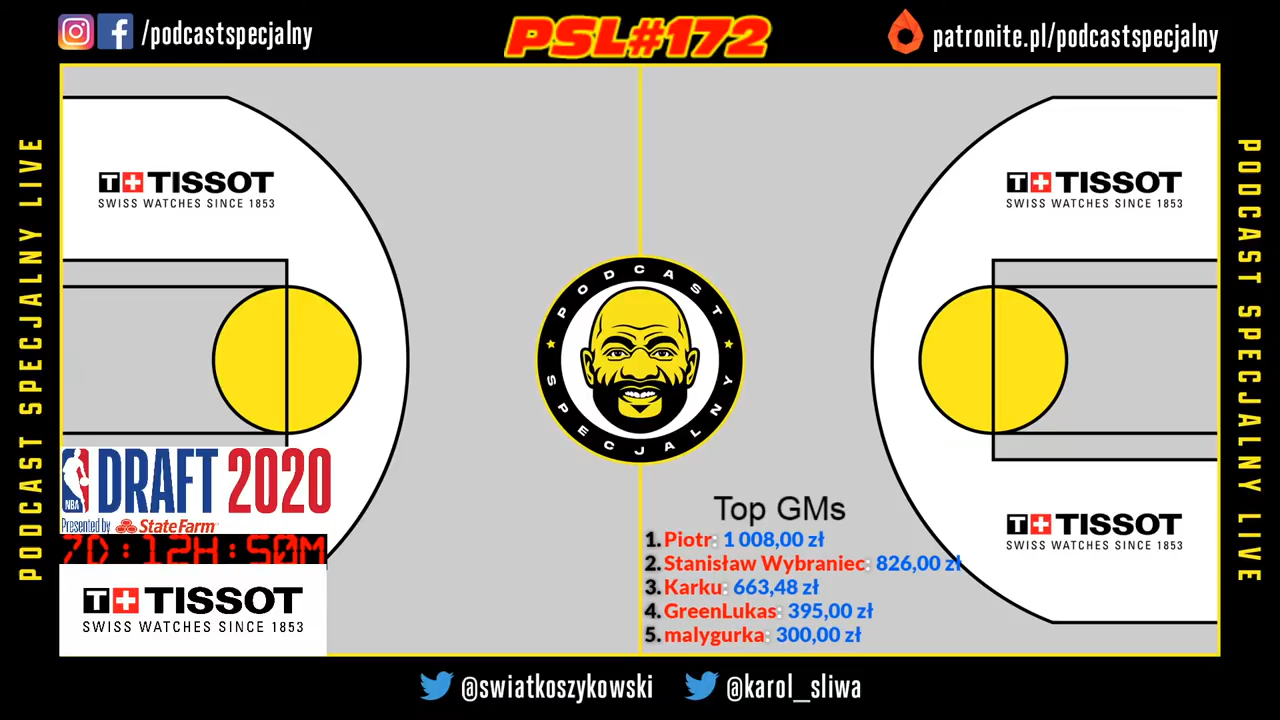 /podcastspecjalny
PSL#172
patronite.pl/podcastspecjalny
PODCAST SPECJALNY LIVE
PODCAST SPECJALNY LIVE
T+TISSOT
SWISS WATCHES SINCE 1853
T+TISSOT
SWISS WATCHES SINCE 1853
PODCAST
SPECJALNY
NBA DRAFT 2020
Presented by State Farm
7D:12H:50M
T+TISSOT
SWISS WATCHES SINCE 1853
Top GMs
1. Piotr: 1 008,00 zł
2. Stanisław Wybraniec: 826,00 zł
3. Karku: 663,48 zł
4. GreenLukas: 395,00 zł
5. malygurka: 300,00 zł
T+TISSOT
SWISS WATCHES SINCE 1853
@swiatkoszykowski
@karol_sliwa